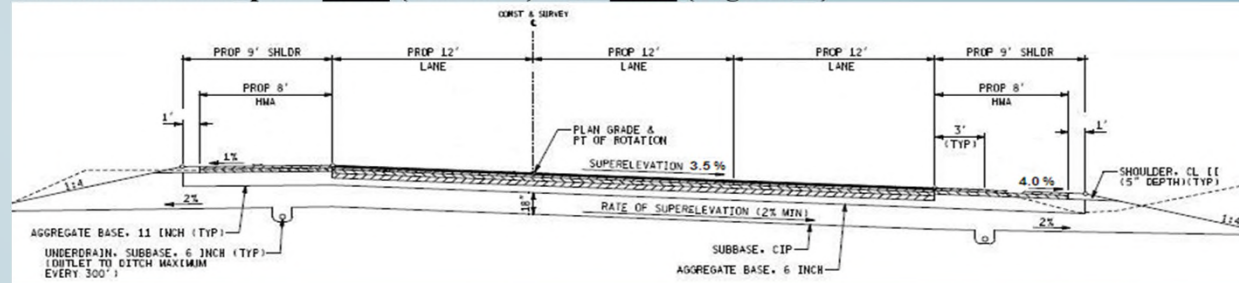 CONST & SURVEY
℄
PROP 9' SHLDR
PROP 12'
LANE
PROP 12'
LANE
PROP 12'
LANE
PROP 9' SHLDR
PROP 8'
HMA
PROP 8'
HMA
1'
3'
(TYP)
1'
PLAN GRADE &
PT OF ROTATION
1%
SUPERELEVATION 3.5%
4.0%
SHOULDER, CL II
(5" DEPTH)(TYP)
1:4
2%
18"
RATE OF SUPERELEVATION (2% MIN)
2%
1:4
AGGREGATE BASE, 11 INCH (TYP)
UNDERDRAIN, SUBBASE, 6 INCH (TYP)
(OUTLET TO DITCH MAXIMUM
EVERY 300')
SUBBASE, CIP
AGGREGATE BASE, 6 INCH